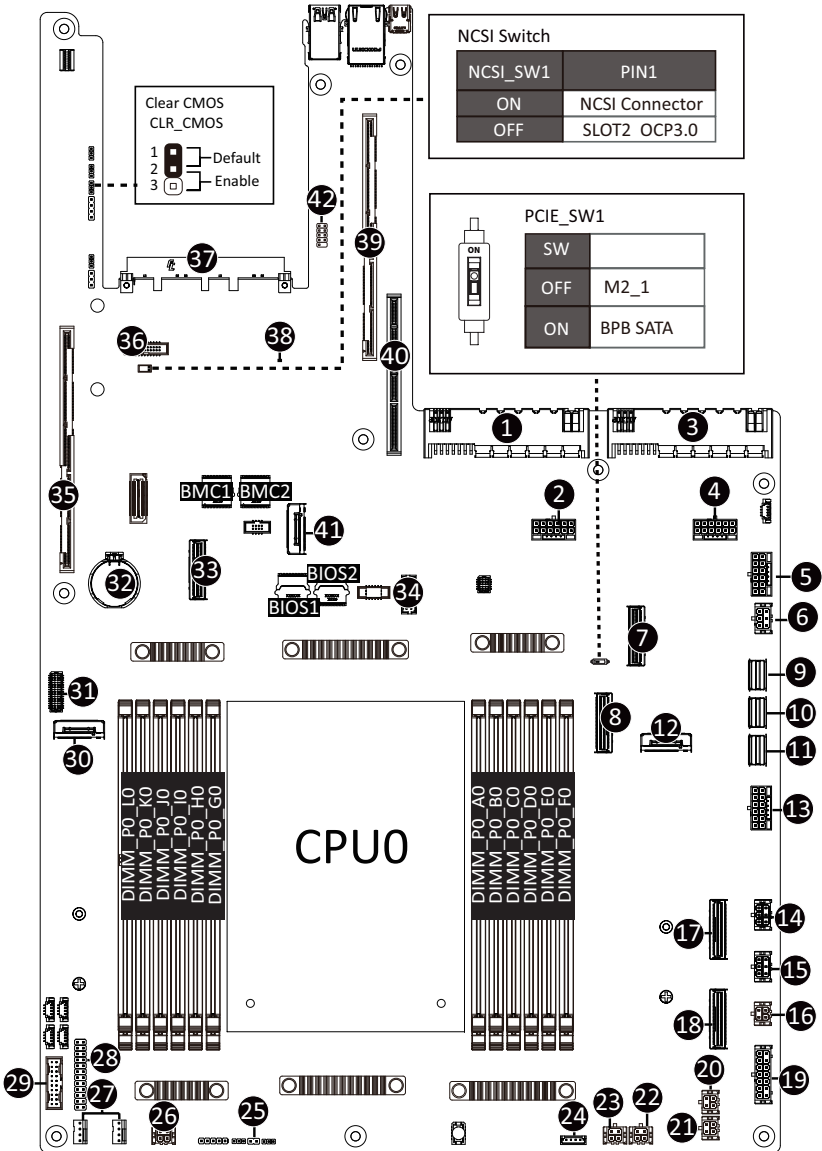 NCSI Switch
NCSI_SW1 PIN1
ON NCSI Connector
OFF SLOT2 OCP3.0
Clear CMOS
CLR_CMOS
1
2
3
Default
Enable
PCIE_SW1
ON
SW
OFF M2_1
ON BPB SATA
42
37
39
36
38
40
1
3
35
BMC1
BMC2
2
4
41
33
32
BIOS2
BIOS1
34
5
6
7
31
9
8
10
30
12
11
13
DIMM_P0_L0
DIMM_P0_K0
DIMM_P0_J0
DIMM_P0_I0
DIMM_P0_H0
DIMM_P0_G0
CPU0
DIMM_P0_A0
DIMM_P0_B0
DIMM_P0_C0
DIMM_P0_D0
DIMM_P0_E0
DIMM_P0_F0
14
17
15
16
18
28
29
27
20
19
26
25
24
23
22
21